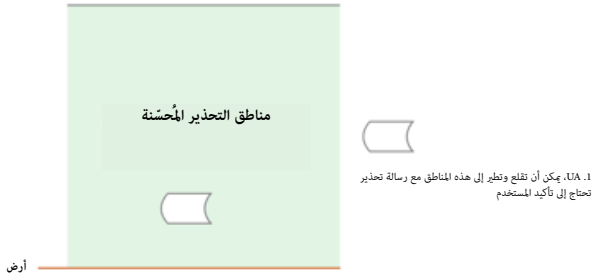 مناطق التحذير المُحسّنة
1. UA، يمكن أن تقلع وتطير إلى هذه المناطق مع رسالة تحذير
تحتاج إلى تأكيد المستخدم
أرض